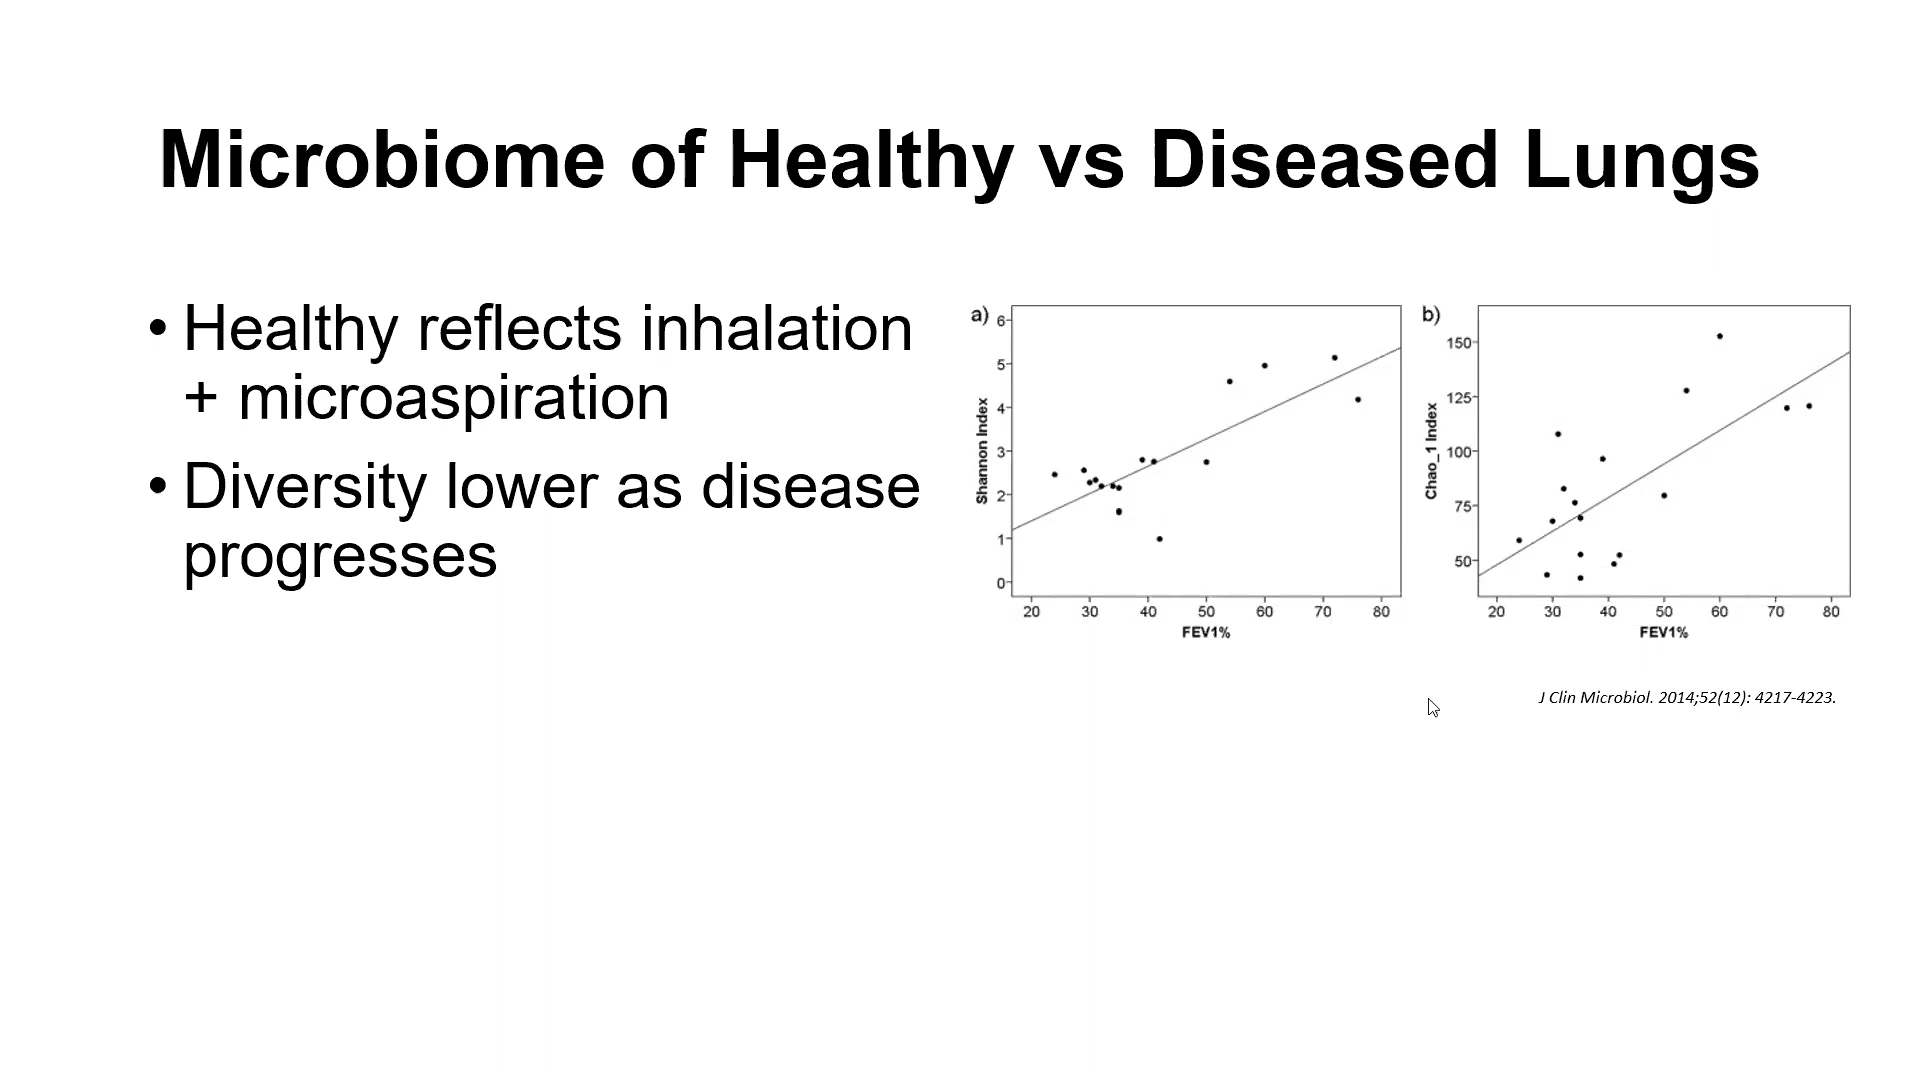 Microbiome of Healthy vs Diseased Lungs
• Healthy reflects inhalation
+ microaspiration
• Diversity lower as disease
progresses
a)
6
5
4
3
2
1
0
Shannon Index
20 30 40 50 60 70 80
FEV1%
b)
150
125
100
75
50
Chao_1 Index
20 30 40 50 60 70 80
FEV1%
J Clin Microbiol. 2014;52(12): 4217-4223.